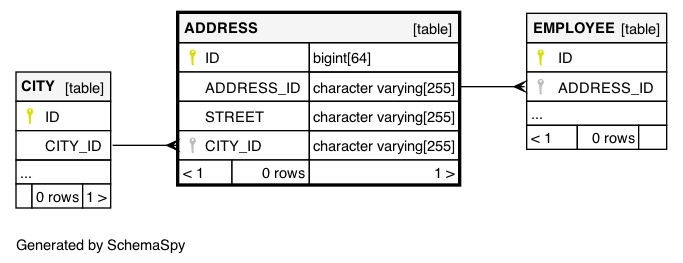 CITY [table]
ID
CITY_ID
...
0 rows 1 >
ADDRESS [table]
ID bigint[64]
ADDRESS_ID character varying[255]
STREET character varying[255]
CITY_ID character varying[255]
< 1 0 rows 1 >
EMPLOYEE [table]
ID
ADDRESS_ID
...
< 1 0 rows
Generated by SchemaSpy